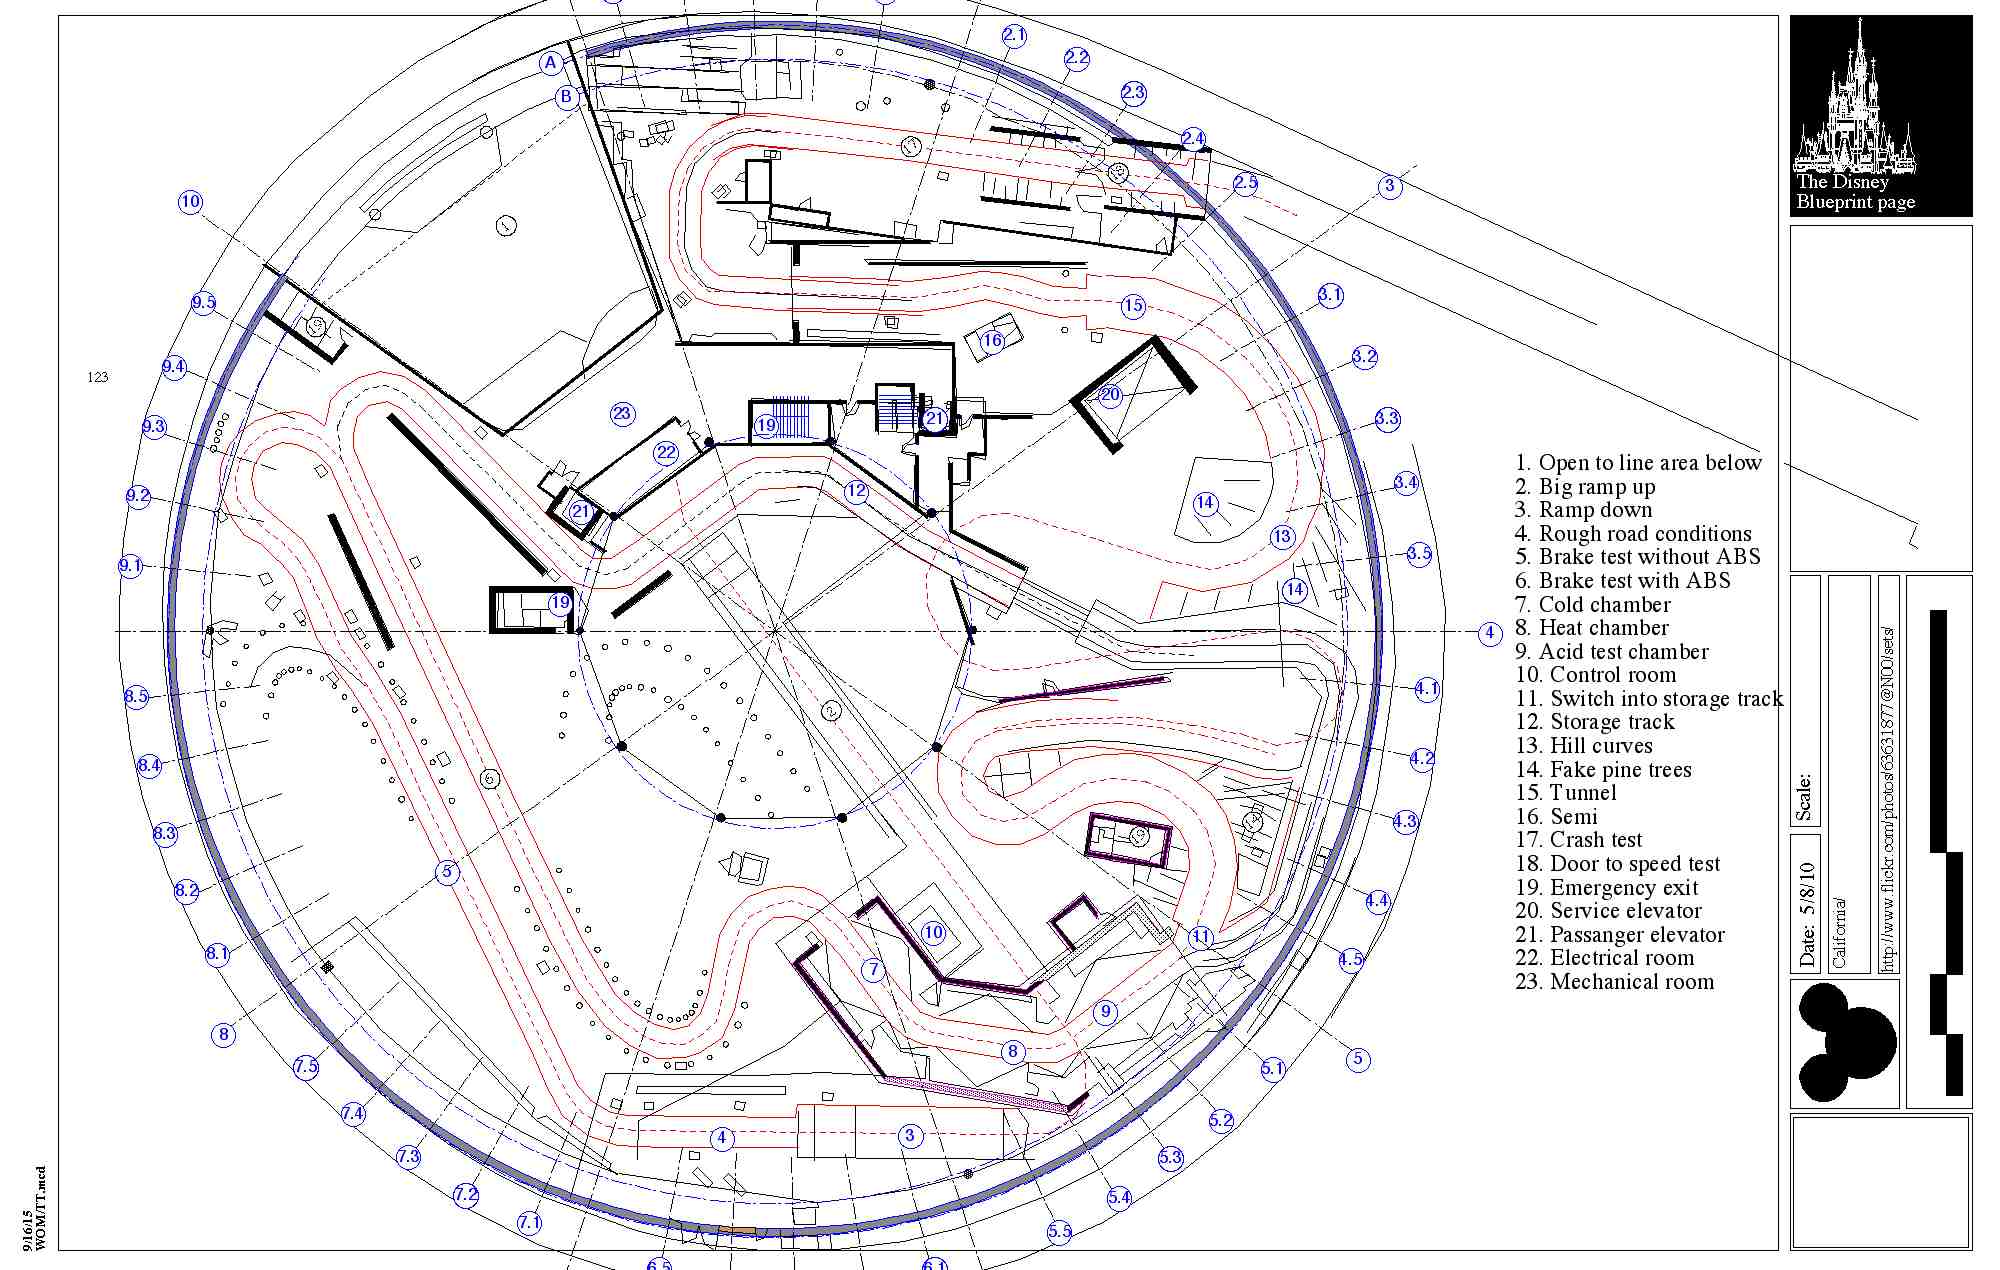 2.1
2.2
A
B
2.3
2.4
The Disney
Blueprint page
17
18
2.5
3
10
1
9.5
3.1
15
19
16
9.4
3.2
123
20
23
19
21
9.3
3.3
22
1. Open to line area below
12
3.4
2. Big ramp up
9.2
14
3. Ramp down
21
13
4. Rough road conditions
3.5
5. Brake test without ABS
9.1
6. Brake test with ABS
14
19
7. Cold chamber
8. Heat chamber
4
9. Acid test chamber
10. Control room
8.5
4.1
11. Switch into storage track
2
12. Storage track
13. Hill curves
8.4
4.2
14. Fake pine trees
6
15. Tunnel
Scale:
16. Semi
8.3
19
14
4.3
17. Crash test
5
18. Door to speed test
8.2
19. Emergency exit
4.4
20. Service elevator
10
11
21. Passanger elevator
8.1
4.5
22. Electrical room
7
23. Mechanical room
Date: 5/8/10
California/
http://www.flickr.com/photos/63631877@N00/sets/
9
8
8
5
7.5
5.1
7.4
5.2
4
3
7.3
5.3
7.2
5.4
7.1
5.5
6.5
6.1
9/16/15
WOM/TT.mcd